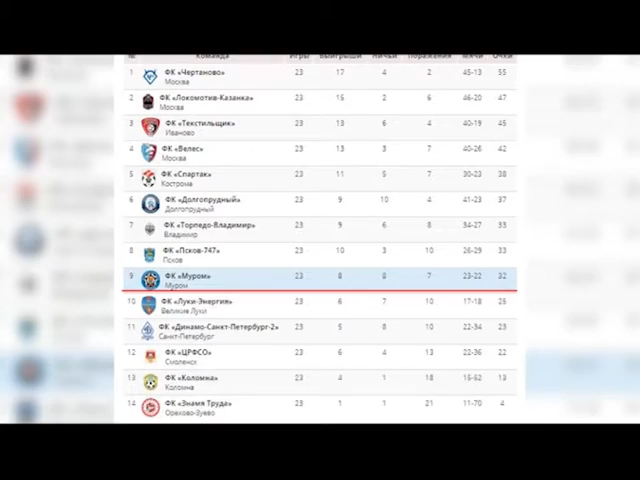 № Команда Игры Выигрыши Ничьи Поражения Мячи Очки
1 ФК «Чертаново» 23 17 4 2 45-13 55
Москва
2 ФК «Локомотив-Казанка» 23 15 2 6 46-20 47
Москва
3 ФК «Текстильщик» 23 13 6 4 40-19 45
Иваново
4 ФК «Велес» 23 13 3 7 40-26 42
Москва
5 ФК «Спартак» 23 11 5 7 30-23 38
Кострома
6 ФК «Долгопрудный» 23 9 10 4 41-23 37
Долгопрудный
7 ФК «Торпедо-Владимир» 23 9 6 8 34-27 33
Владимир
8 ФК «Псков-747» 23 10 3 10 26-29 33
Псков
9 ФК «Муром» 23 8 8 7 23-22 32
Муром
10 ФК «Луки-Энергия» 23 6 7 10 17-18 25
Великие Луки
11 ФК «Динамо-Санкт-Петербург-2» 23 5 8 10 22-34 23
Санкт-Петербург
12 ФК «ЦРФСО» 23 6 4 13 22-36 22
Смоленск
13 ФК «Коломна» 23 4 1 18 15-52 13
Коломна
14 ФК «Знамя Труда» 23 1 1 21 11-70 4
Орехово-Зуево